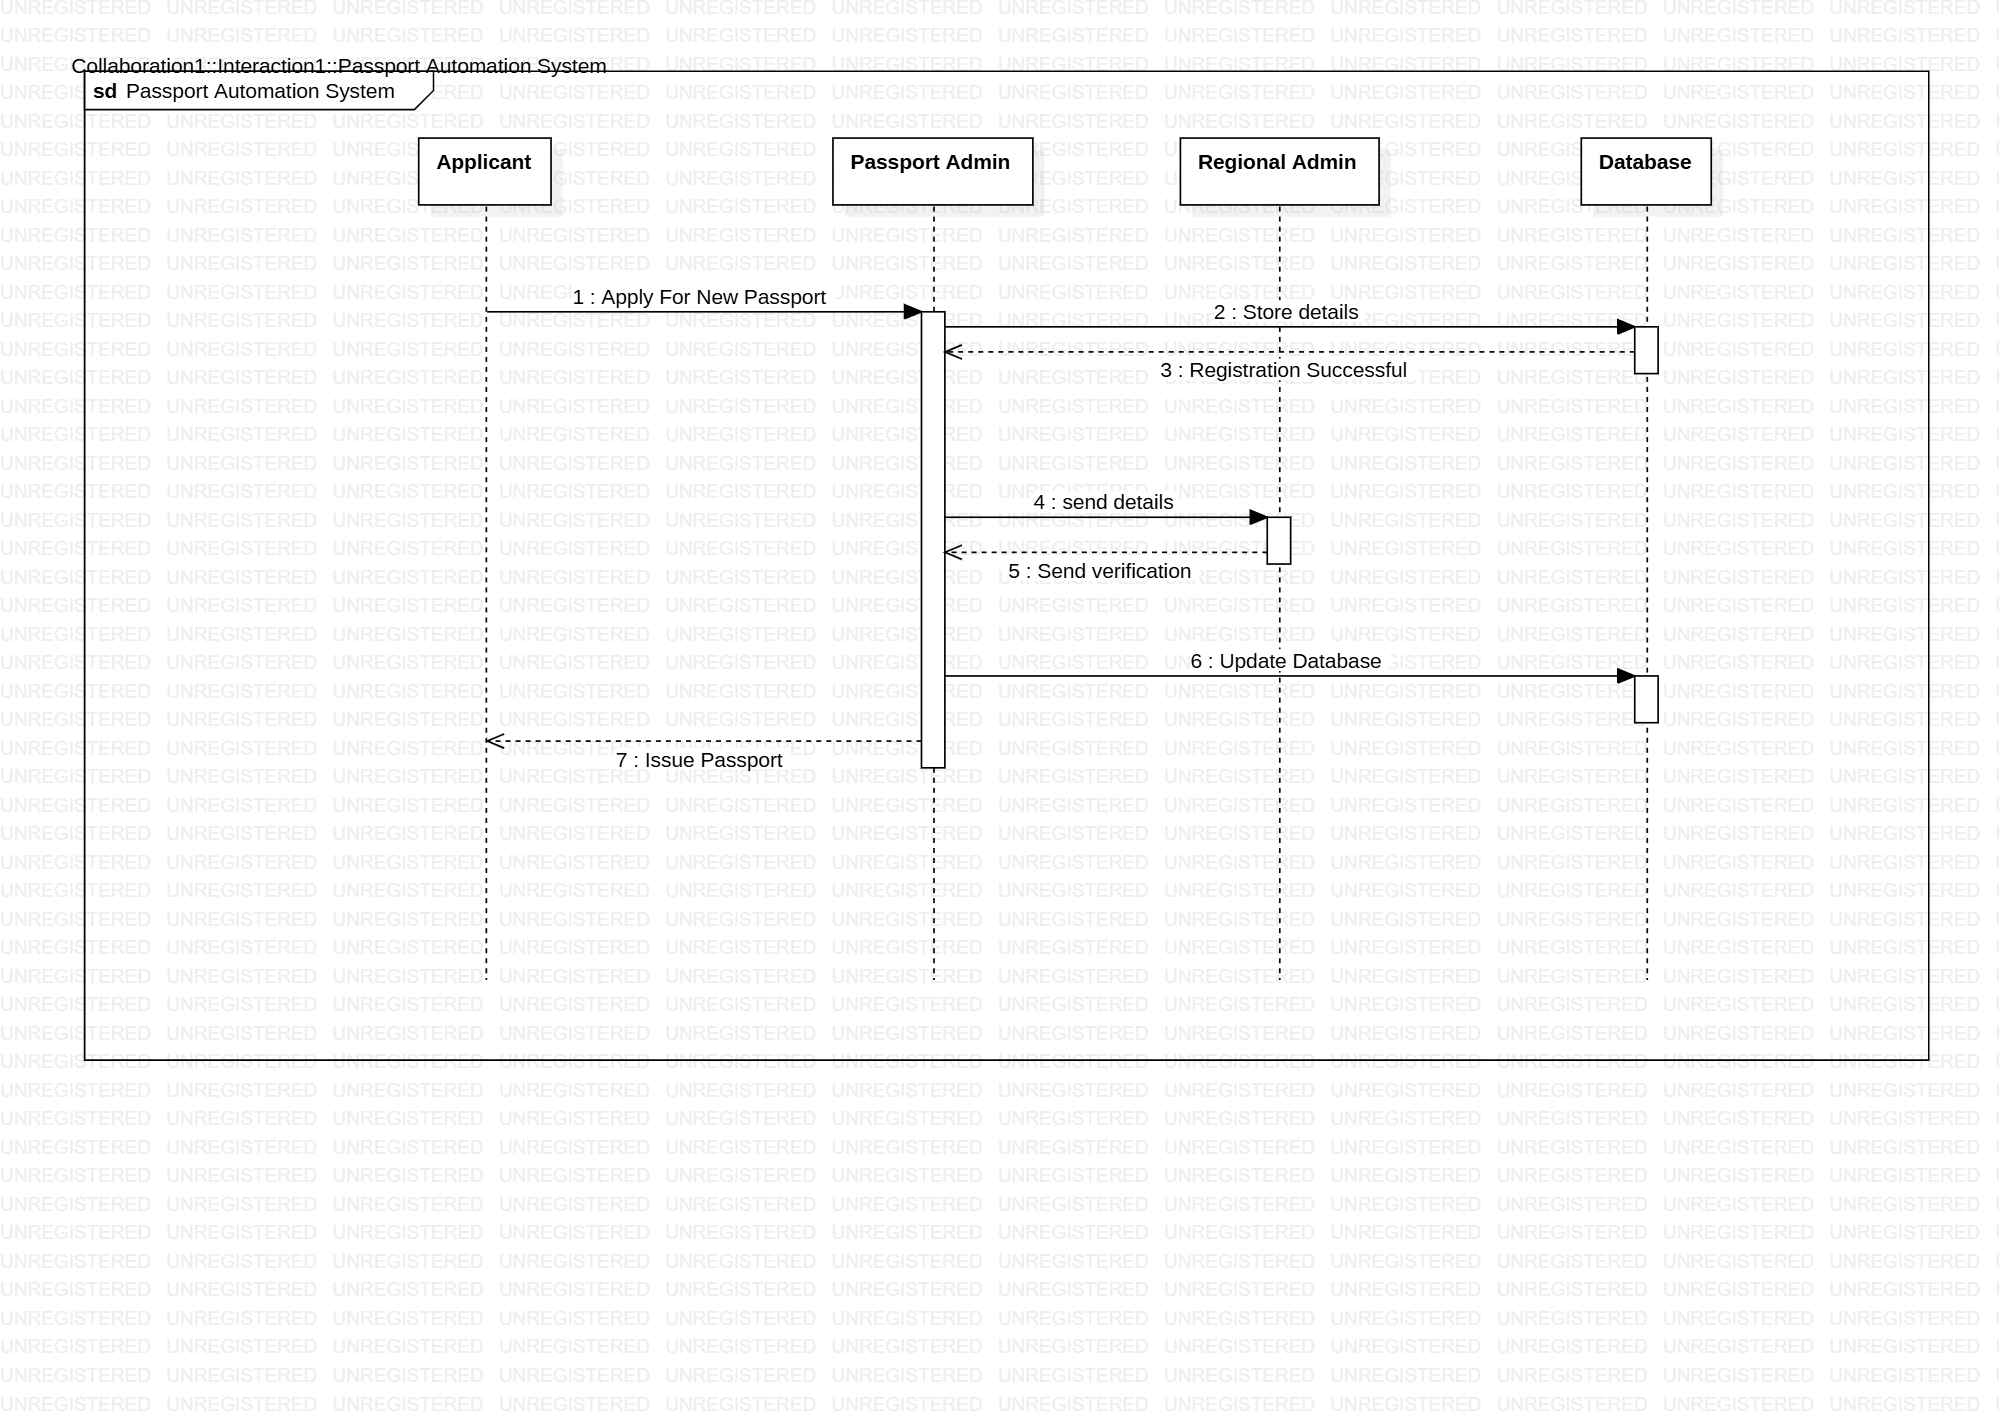 Collaboration1::Interaction1::Passport Automation System
sd Passport Automation System
Applicant
Passport Admin
Regional Admin
Database
1 : Apply For New Passport
2 : Store details
3 : Registration Successful
4 : send details
5 : Send verification
6 : Update Database
7 : Issue Passport
UNREGISTERED